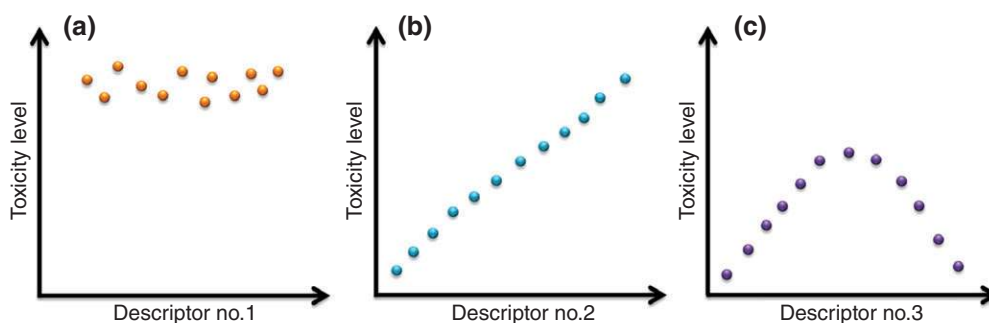 (a)
Toxicity level
Descriptor no.1
(b)
Toxicity level
Descriptor no.2
(c)
Toxicity level
Descriptor no.3